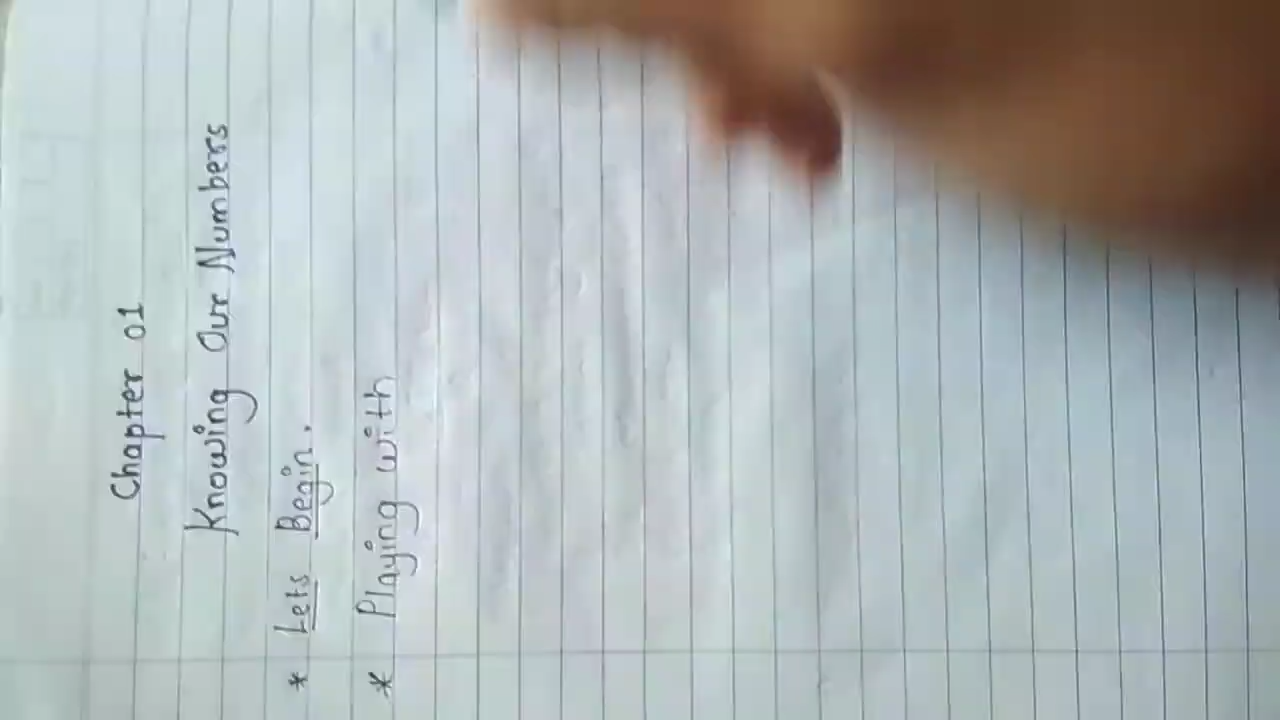 Chapter 01
Knowing Our Numbers
* Lets Begin.
* Playing with